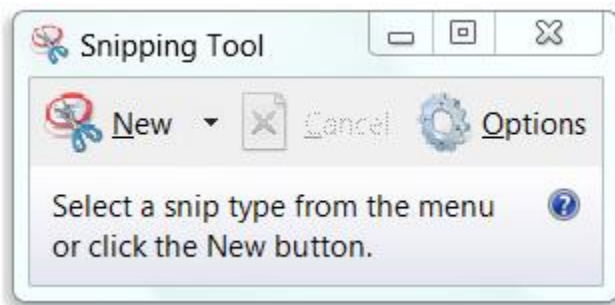 Snipping Tool
New Cancel Options
Select a snip type from the menu
or click the New button.